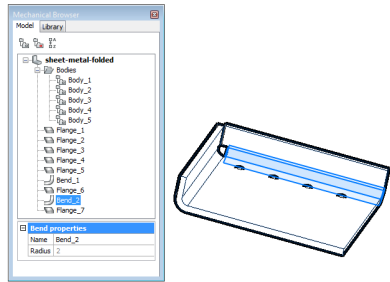 Mechanical Browser
Model Library
sheet-metal-folded
Bodies
Body_1
Body_2
Body_3
Body_4
Body_5
Flange_1
Flange_2
Flange_3
Flange_4
Flange_5
Bend_1
Flange_6
Bend_2
Flange_7
Bend properties
Name Bend_2
Radius 2